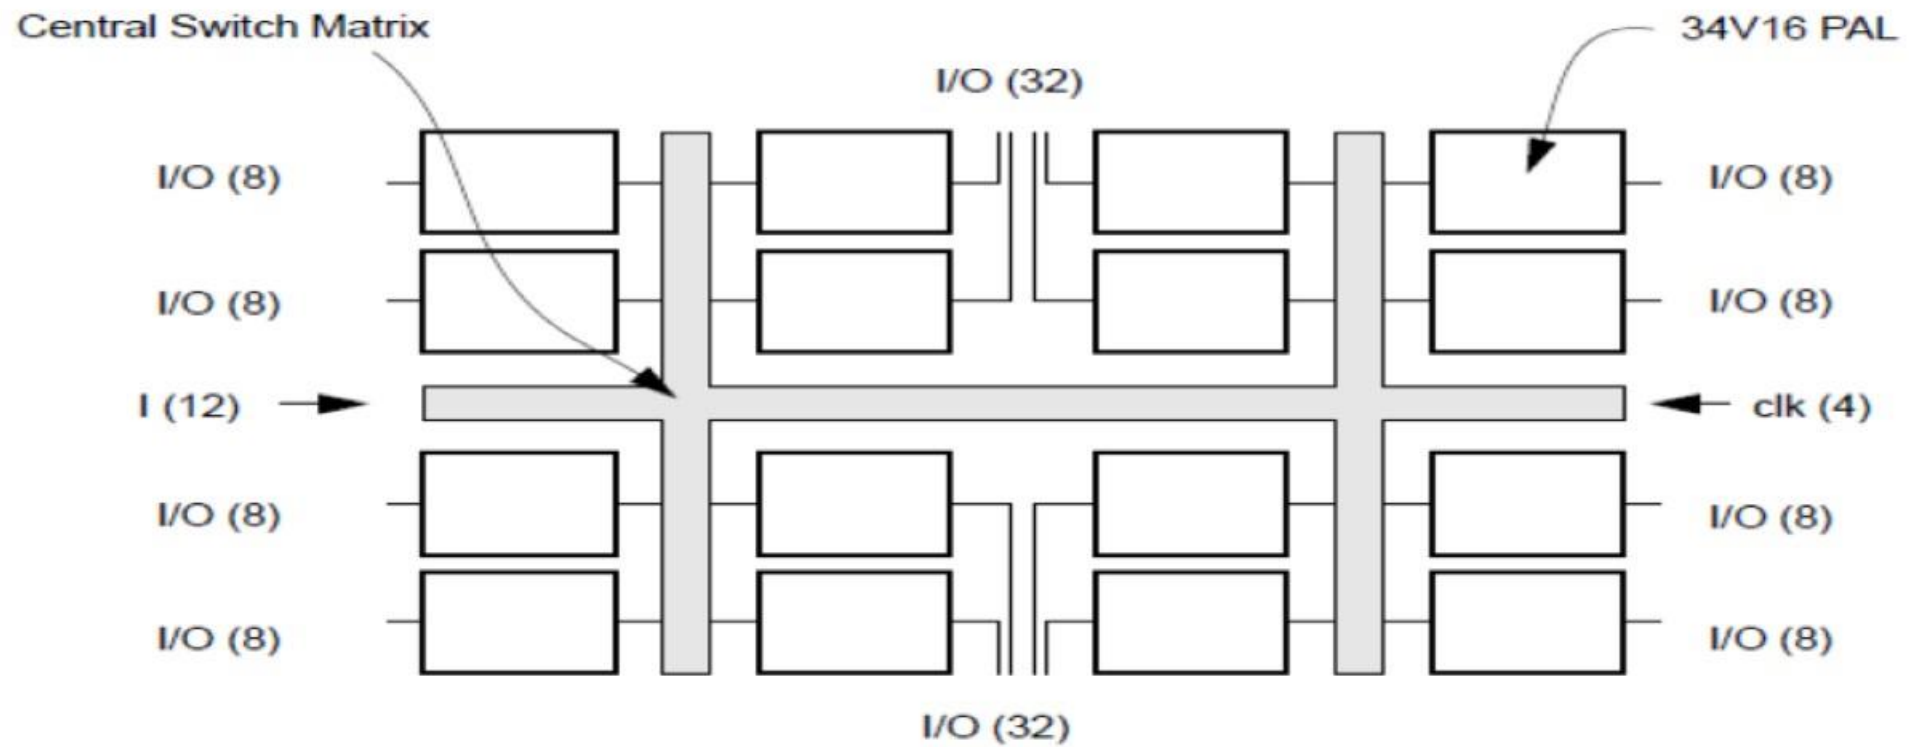 Central Switch Matrix
34V16 PAL
I/O (32)
I/O (8)
I/O (8)
I/O (8)
I/O (8)
I (12)
clk (4)
I/O (8)
I/O (8)
I/O (8)
I/O (8)
I/O (32)